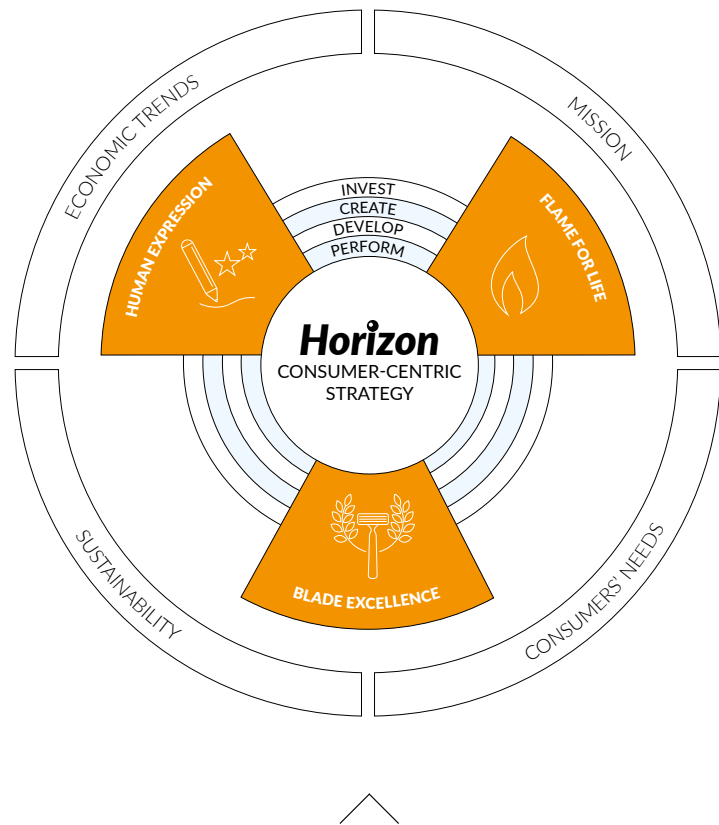 ECONOMIC TRENDS
MISSION
HUMAN EXPRESSION
INVEST
CREATE
DEVELOP
PERFORM
FLAME FOR LIFE
Horizon
CONSUMER-CENTRIC
STRATEGY
BLADE EXCELLENCE
SUSTAINABILITY
CONSUMERS' NEEDS